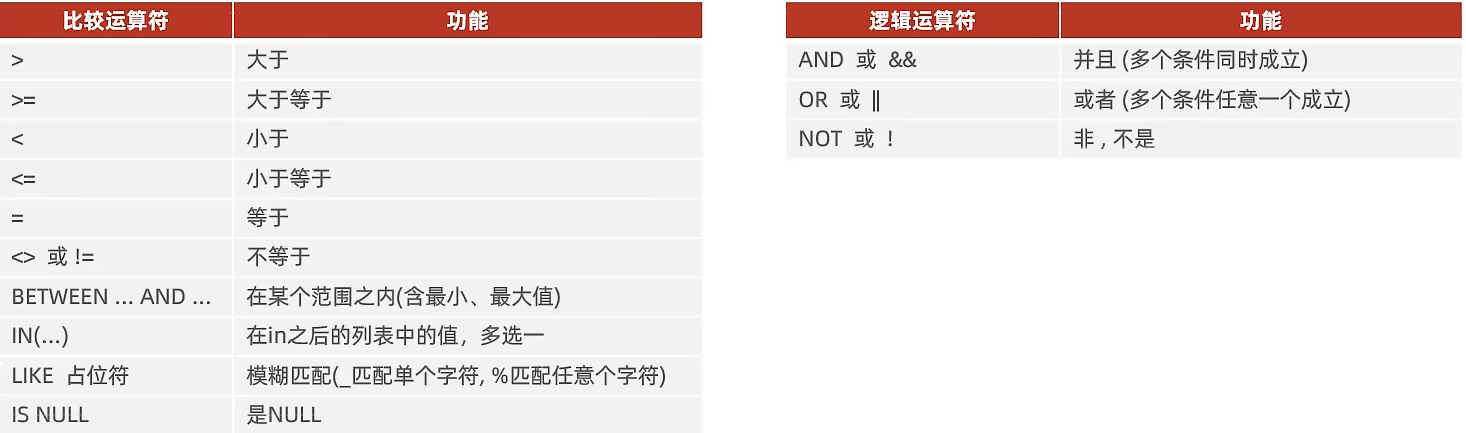 比较运算符 功能
> 大于
>= 大于等于
< 小于
<= 小于等于
= 等于
<> 或 != 不等于
BETWEEN ... AND ... 在某个范围之内(含最小、最大值)
IN(...) 在in之后的列表中的值，多选一
LIKE 占位符 模糊匹配(_匹配单个字符, %匹配任意个字符)
IS NULL 是NULL
逻辑运算符 功能
AND 或 && 并且 (多个条件同时成立)
OR 或 || 或者 (多个条件任意一个成立)
NOT 或 ! 非 , 不是